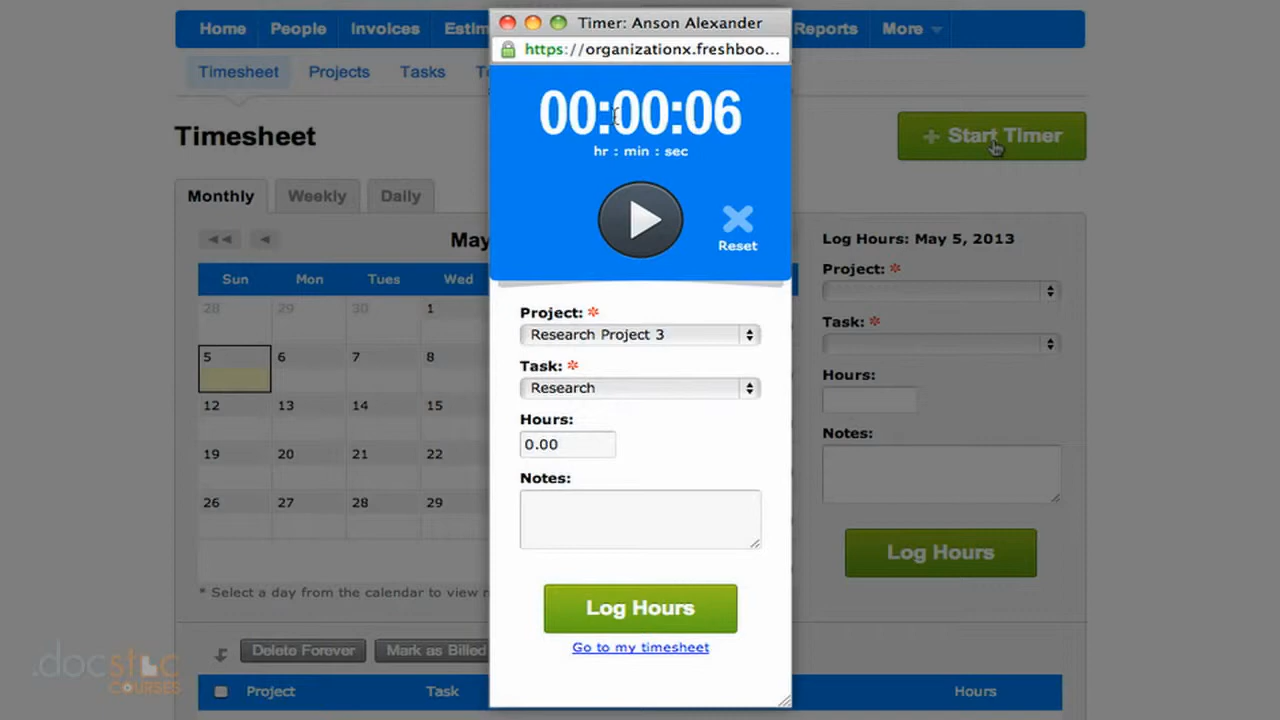 Home People Invoices Estim Reports More
Timer: Anson Alexander
https://organizationx.freshboo...
Timesheet Projects Tasks
Timesheet
+ Start Timer
00:00:06
hr : min : sec
Reset
Monthly Weekly Daily
May
Sun Mon Tues Wed
28 29 30 1
5 6 7 8
12 13 14 15
19 20 21 22
26 27 28 29
* Select a day from the calendar to view
Delete Forever Mark as Billed
Project Task Hours
Project: *
Research Project 3
Task: *
Research
Hours:
0.00
Notes:
Log Hours
Go to my timesheet
Log Hours: May 5, 2013
Project: *
Task: *
Hours:
Notes:
Log Hours
.docstoc
COURSES